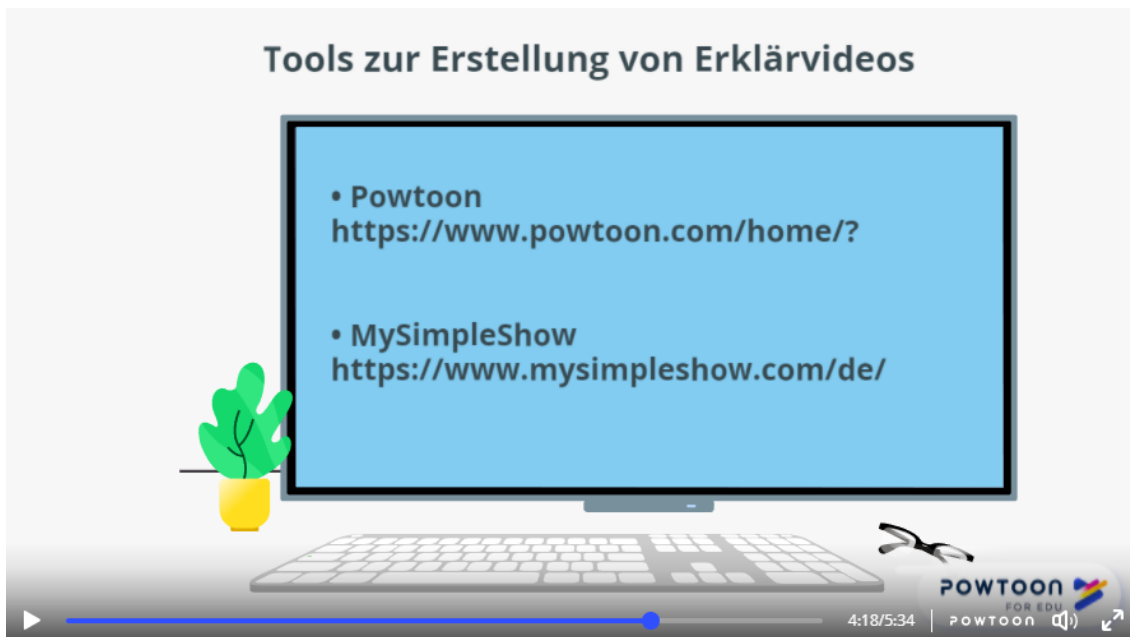 Tools zur Erstellung von Erklärvideos
• Powtoon
https://www.powtoon.com/home/?
• MySimpleShow
https://www.mysimpleshow.com/de/
POWTOON
FOR EDU
4:18/5:34
POWTOON